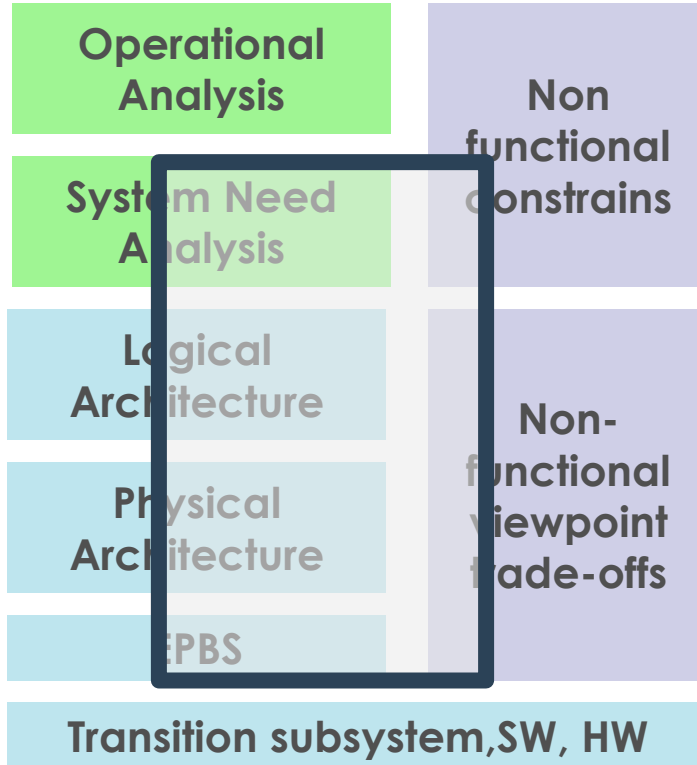 Operational
Analysis
Non
functional
constrains
System Need
Analysis
Logical
Architecture
Non-
functional
viewpoint
trade-offs
Physical
Architecture
EPBS
Transition subsystem,SW, HW